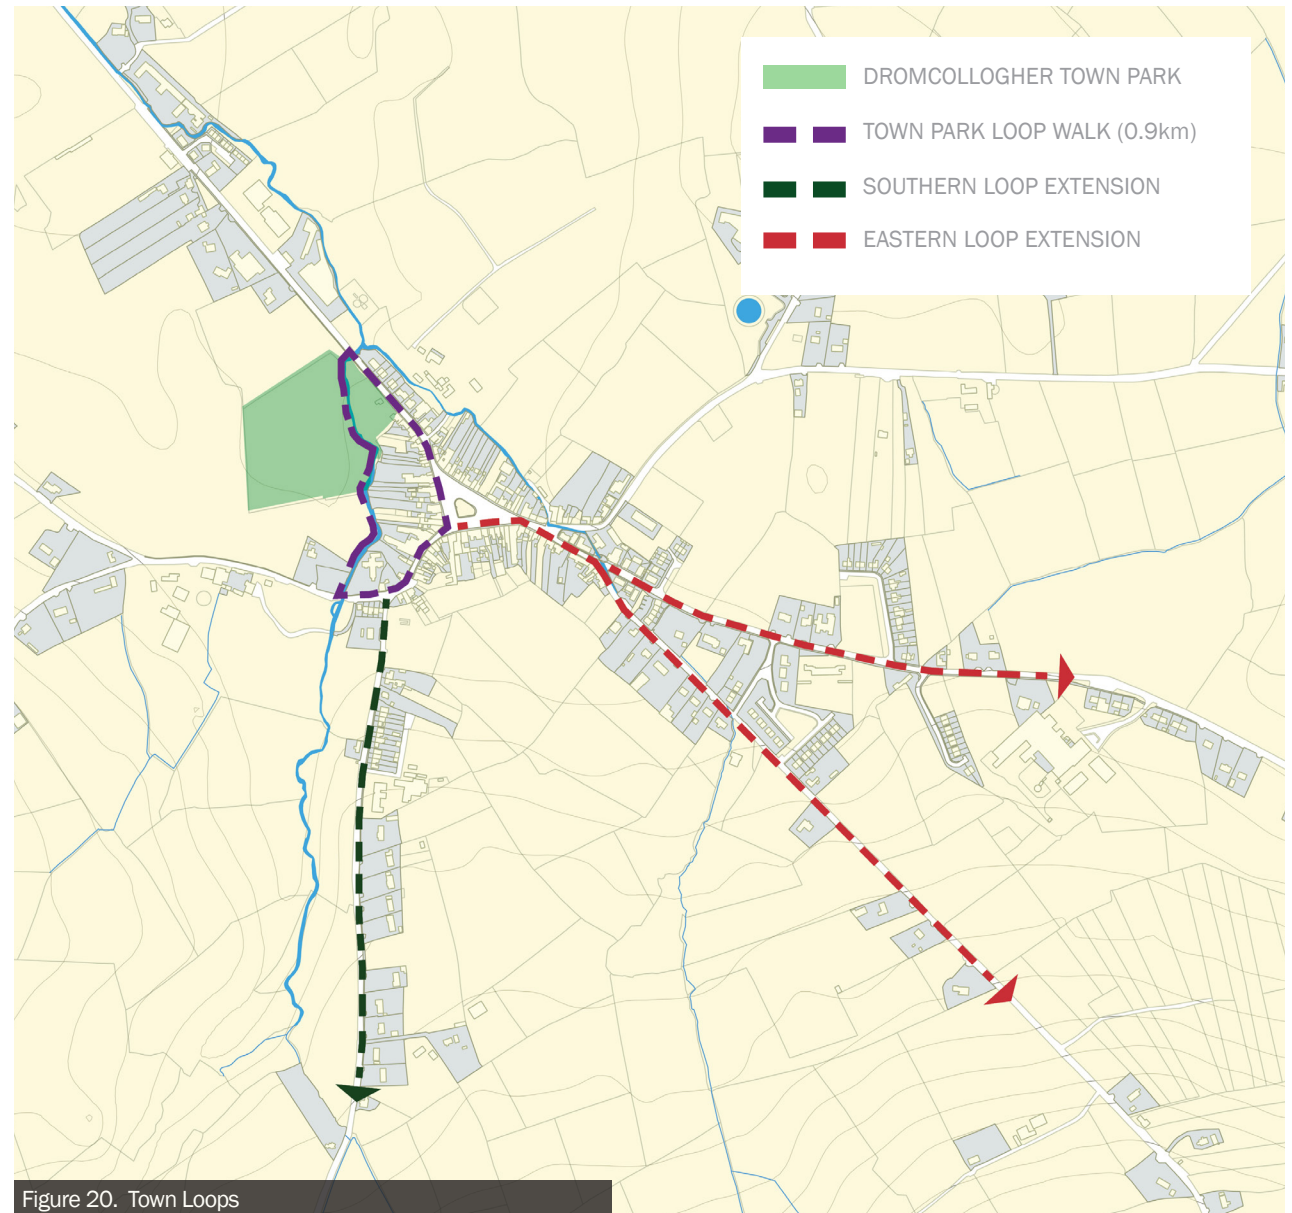 DROMCOLLOGHER TOWN PARK
TOWN PARK LOOP WALK (0.9km)
SOUTHERN LOOP EXTENSION
EASTERN LOOP EXTENSION
Figure 20. Town Loops